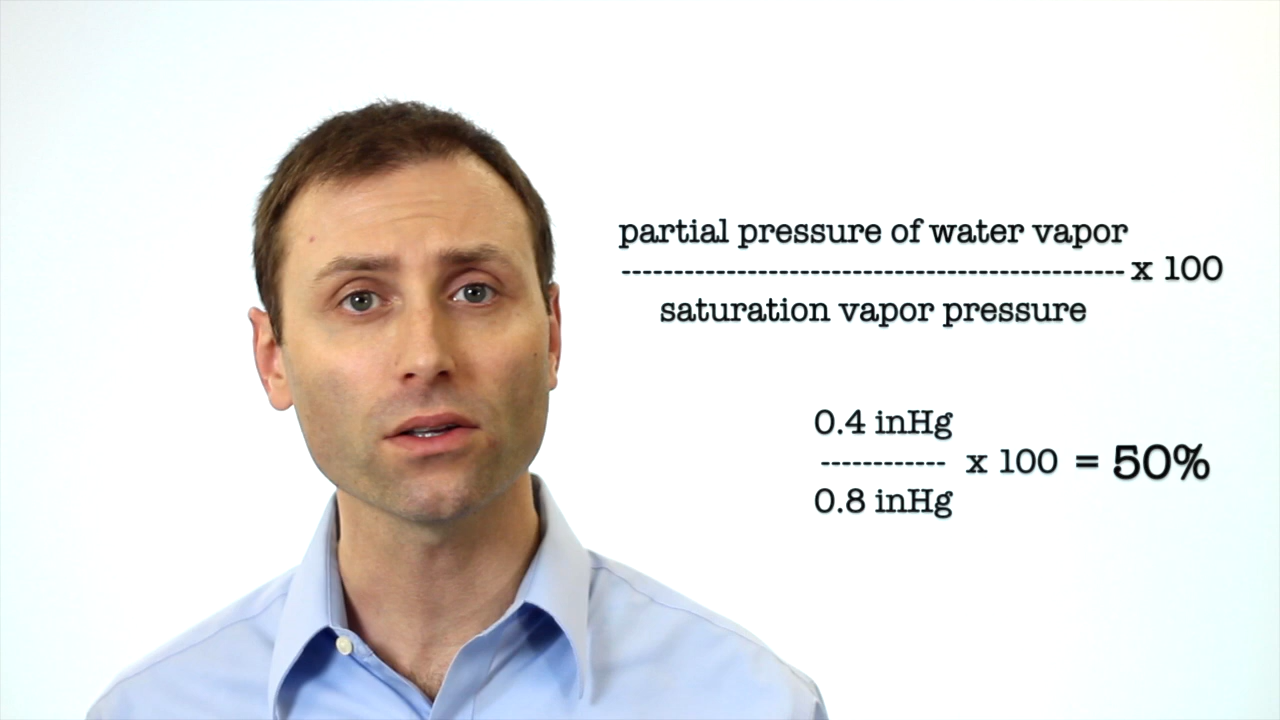 partial pressure of water vapor
----------------------------------------------- x 100
saturation vapor pressure
0.4 inHg
------------ x 100 = 50%
0.8 inHg